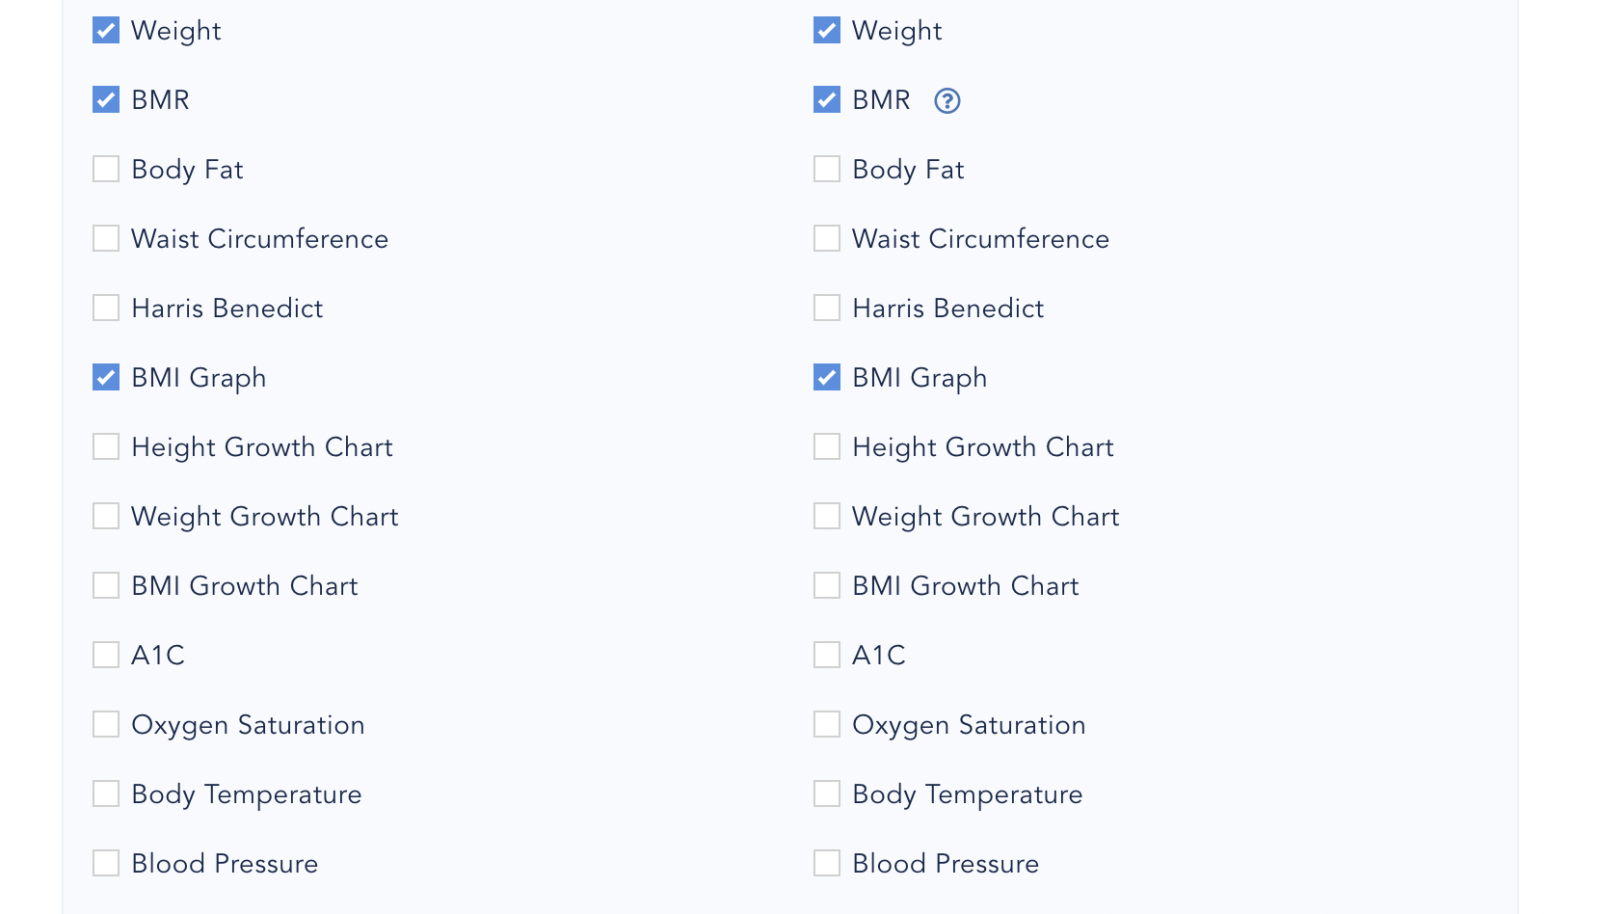 Weight
Weight
BMR
BMR
Body Fat
Body Fat
Waist Circumference
Waist Circumference
Harris Benedict
Harris Benedict
BMI Graph
BMI Graph
Height Growth Chart
Height Growth Chart
Weight Growth Chart
Weight Growth Chart
BMI Growth Chart
BMI Growth Chart
A1C
A1C
Oxygen Saturation
Oxygen Saturation
Body Temperature
Body Temperature
Blood Pressure
Blood Pressure